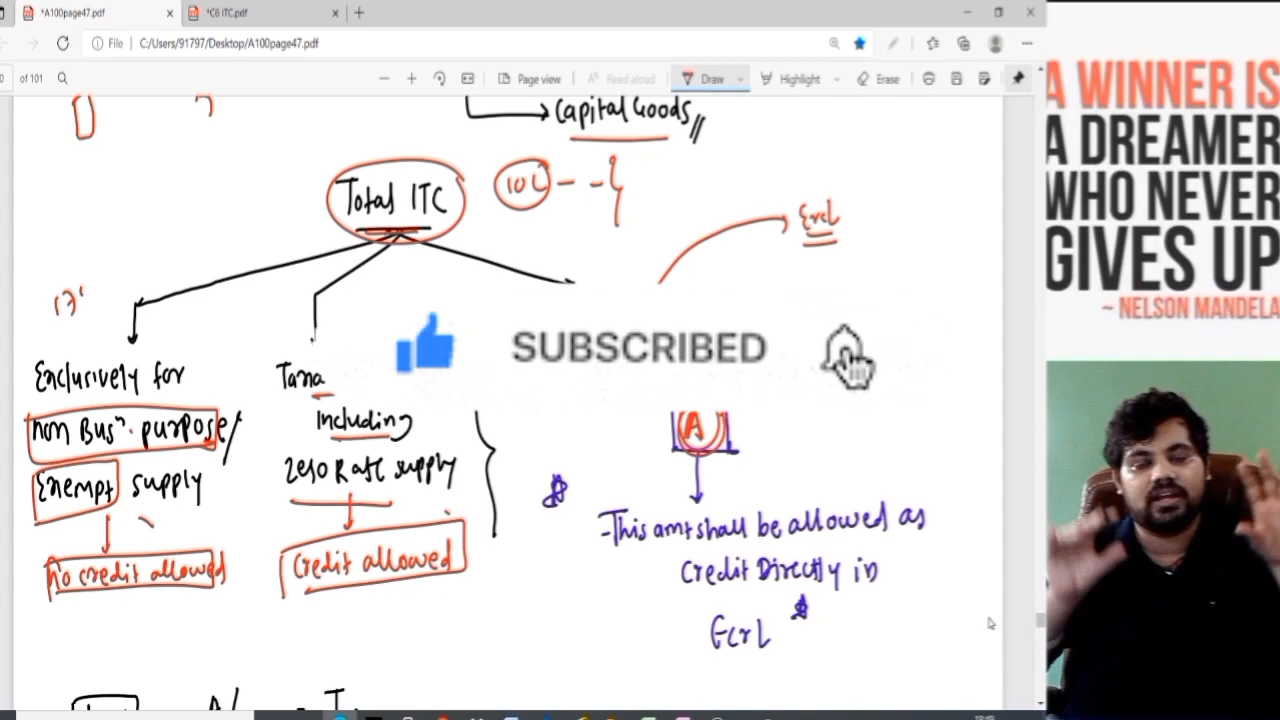 *A100page47.pdf
*C6 ITC.pdf
File
C:/Users/91797/Desktop/A100page47.pdf
of 101
Page view
Read aloud
Draw
Highlight
Erase
Capital Goods
Total ITC
10L
17
Exclusively for
non Busn. purpose/
Exempt supply
no credit allowed
Taxa
Including
Zero Rate supply
Credit allowed
SUBSCRIBED
A
- This amt shall be allowed as
Credit Directly in
Ecrl
A WINNER IS
A DREAMER
WHO NEVER
GIVES UP
~ NELSON MANDELA